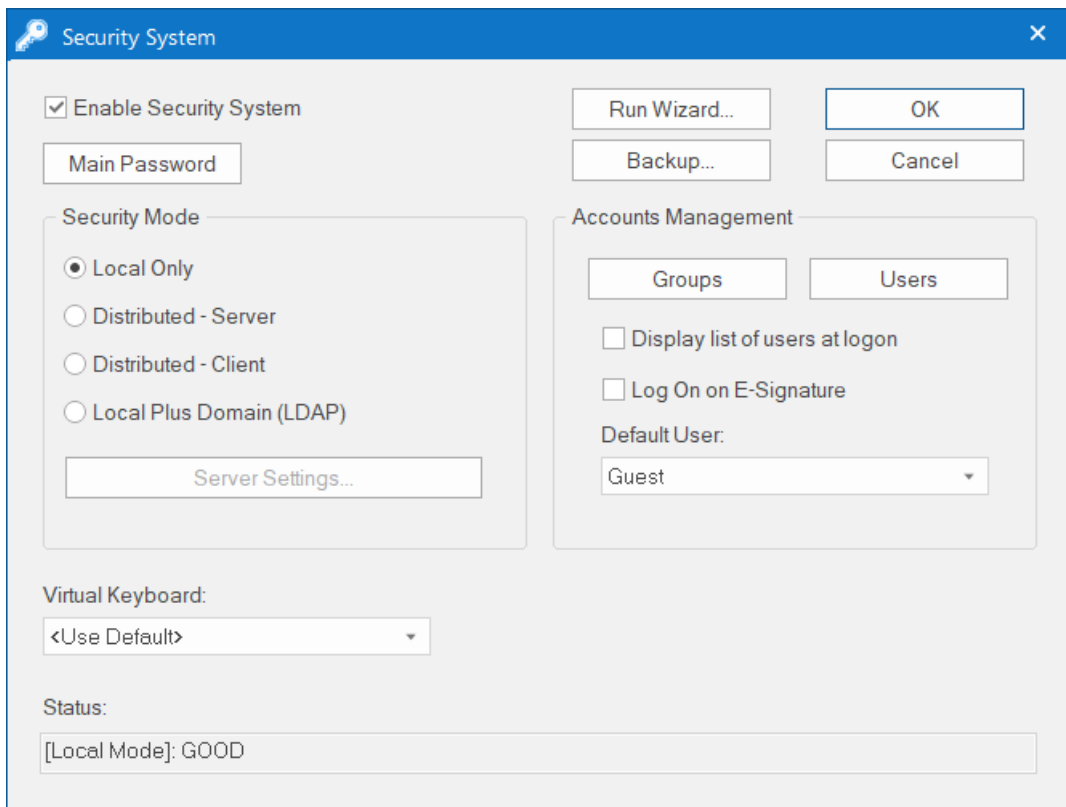 Security System
Enable Security System
Run Wizard...
OK
Main Password
Backup...
Cancel
Security Mode
Local Only
Distributed - Server
Distributed - Client
Local Plus Domain (LDAP)
Server Settings...
Accounts Management
Groups
Users
Display list of users at logon
Log On on E-Signature
Default User:
Guest
Virtual Keyboard:
<Use Default>
Status:
[Local Mode]: GOOD